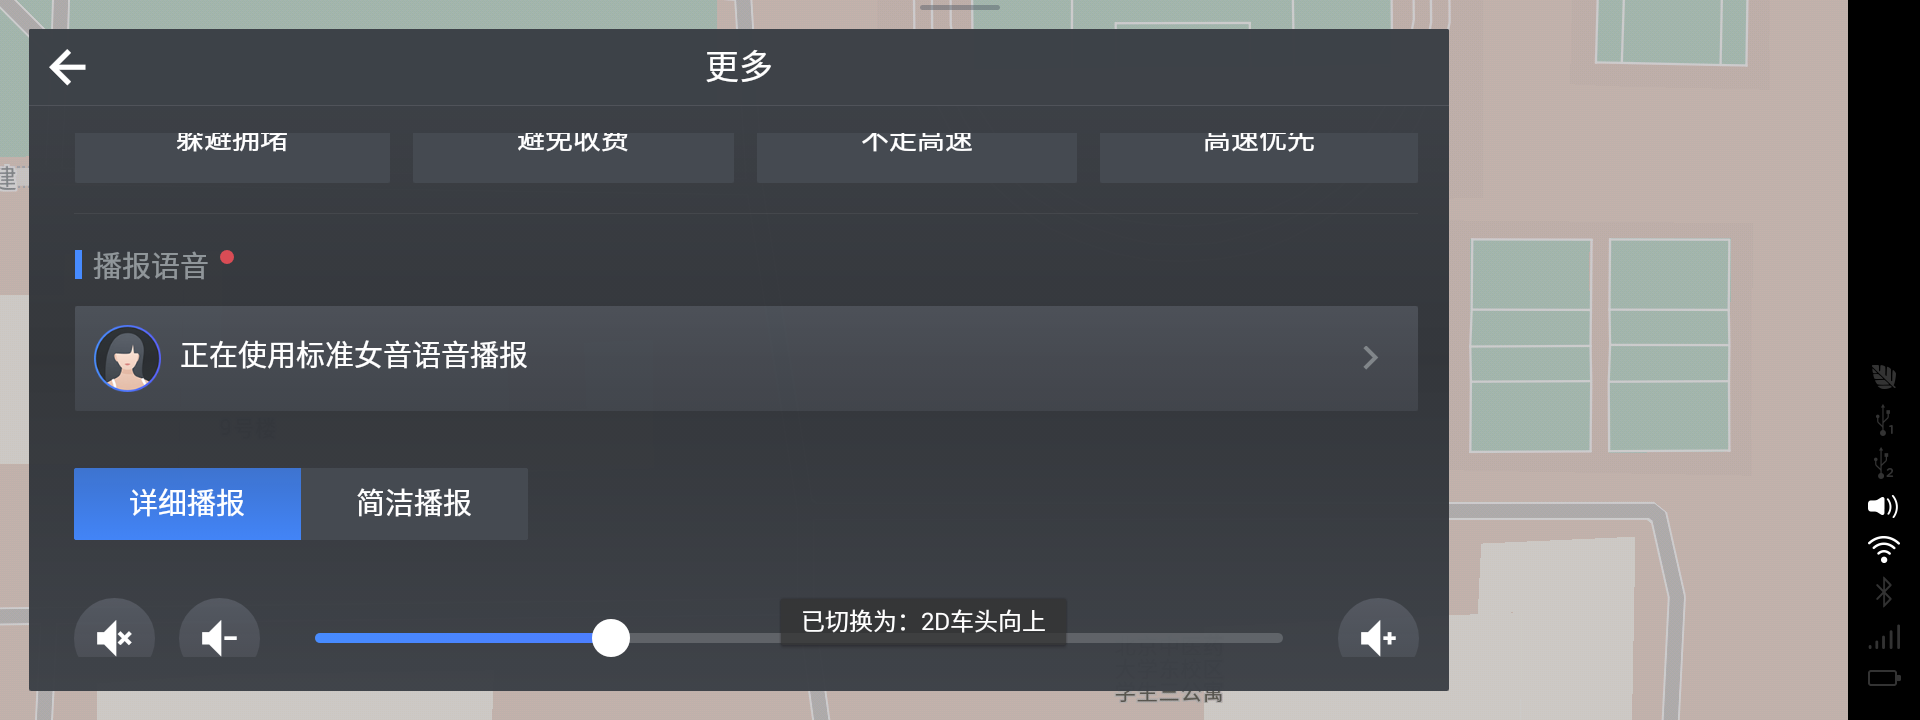 更多
躲避拥堵
避免收费
不走高速
高速优先
播报语音
正在使用标准女音语音播报
详细播报
简洁播报
已切换为：2D车头向上
学生三公寓
建
1
2